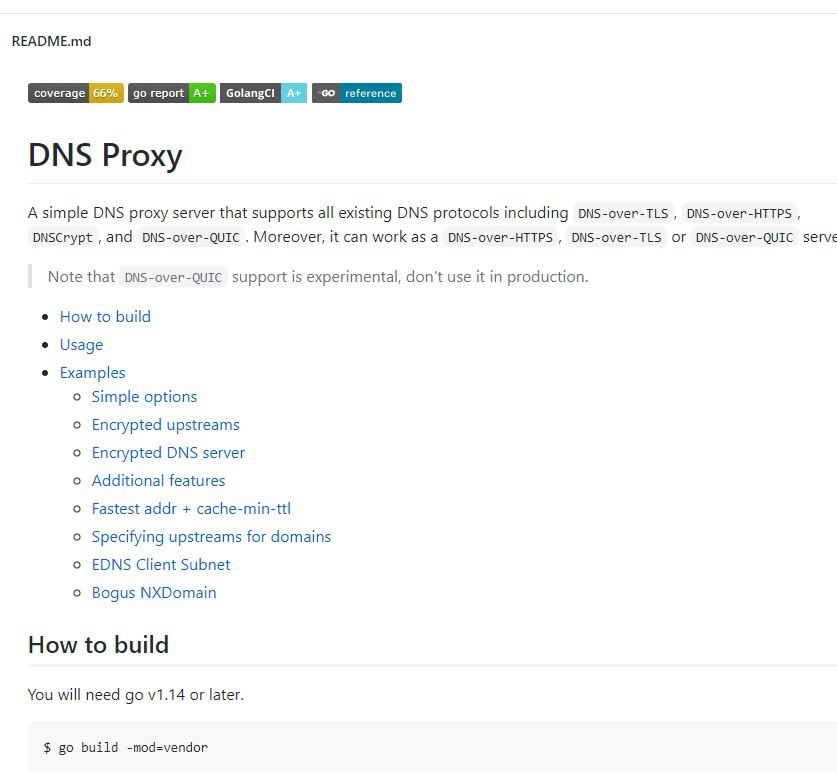 README.md
coverage 66% go report A+ GolangCI A+ GO reference
DNS Proxy
A simple DNS proxy server that supports all existing DNS protocols including DNS-over-TLS , DNS-over-HTTPS ,
DNSCrypt , and DNS-over-QUIC . Moreover, it can work as a DNS-over-HTTPS , DNS-over-TLS or DNS-over-QUIC serve
Note that DNS-over-QUIC support is experimental, don't use it in production.
How to build
Usage
Examples
Simple options
Encrypted upstreams
Encrypted DNS server
Additional features
Fastest addr + cache-min-ttl
Specifying upstreams for domains
EDNS Client Subnet
Bogus NXDomain
How to build
You will need go v1.14 or later.
$ go build -mod=vendor